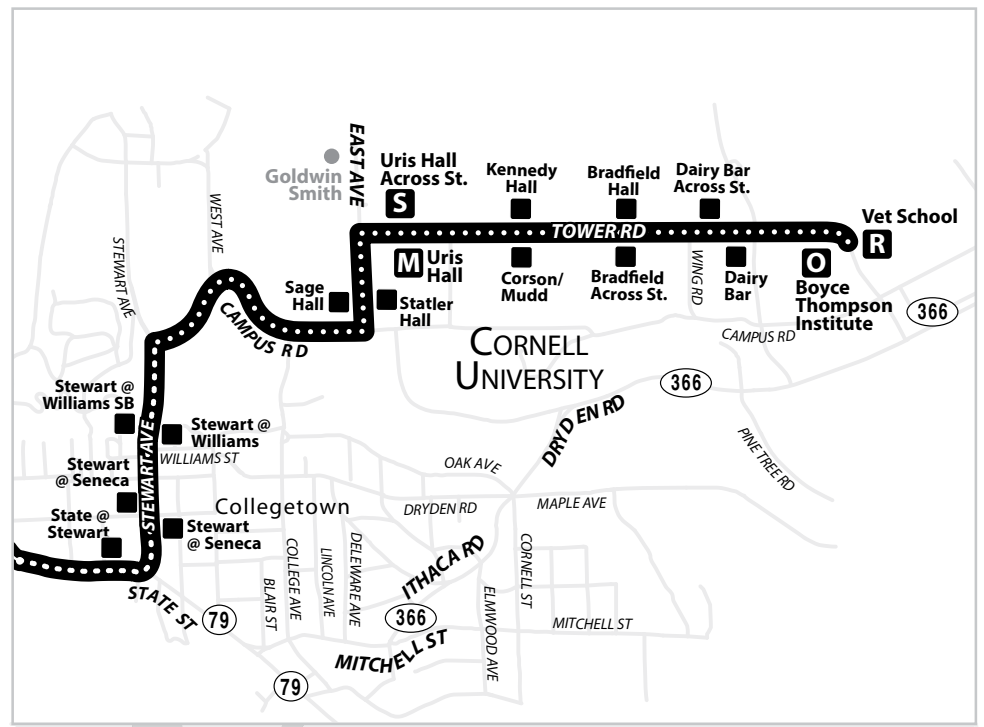 EAST AVE
Goldwin
Smith
Uris Hall
Across St.
S
Kennedy
Hall
Bradfield
Hall
Dairy Bar
Across St.
Vet School
R
WEST AVE
STEWART AVE
TOWER RD
M
Uris
Hall
Corson/
Mudd
Bradfield
Across St.
WING RD
Dairy
Bar
O
Boyce
Thompson
Institute
366
Sage
Hall
Statler
Hall
CAMPUS RD
CAMPUS RD
CORNELL
UNIVERSITY
366
Stewart @
Williams SB
Stewart @
Williams
WILLIAMS ST
STEWART AVE
DRYDEN RD
PINE TREE RD
Stewart
@ Seneca
OAK AVE
State @
Stewart
Stewart
@ Seneca
Collegetown
DRYDEN RD
MAPLE AVE
ITHACA RD
CORNELL ST
COLLEGE AVE
LINCOLN AVE
DELEWARE AVE
BLAIR ST
ELMWOOD AVE
STATE ST
79
366
MITCHELL ST
MITCHELL ST
79